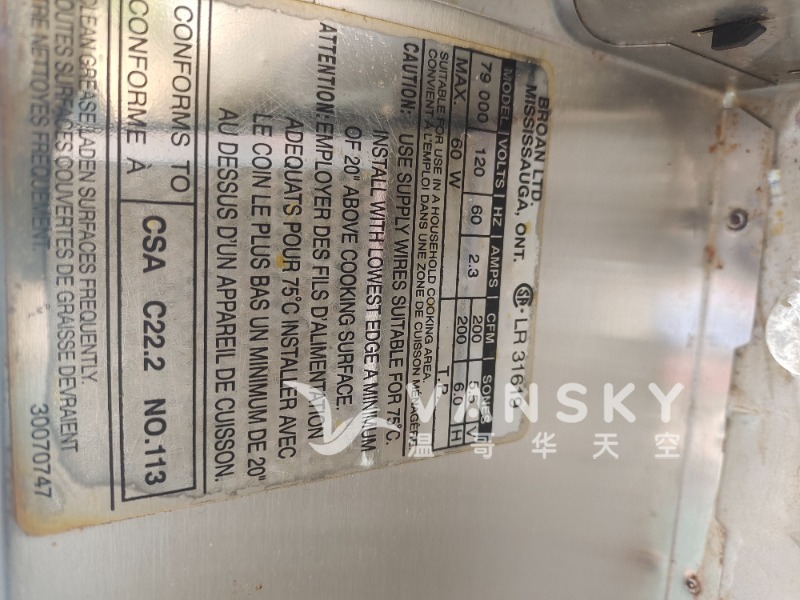 BROAN LTD.
MISSISSAUGA, ONT. LR 31616
MODEL VOLTS HZ AMPS CFM SONES
79 000 120 60 2.3 200 5.5 V
MAX. 60 W 200 6.0 H
SUITABLE FOR USE IN A HOUSEHOLD COOKING AREA.
CONVIENT A L'EMPLOI DANS UNE ZONE DE CUISSON MENAGERE
CAUTION: USE SUPPLY WIRES SUITABLE FOR 75°C.
INSTALL WITH LOWEST EDGE A MINIMUM
OF 20" ABOVE COOKING SURFACE.
ATTENTION: EMPLOYER DES FILS D'ALIMENTATION
ADEQUATS POUR 75°C INSTALLER AVEC
LE COIN LE PLUS BAS UN MINIMUM DE 20"
AU DESSUS D'UN APPAREIL DE CUISSON.
CONFORMS TO
CONFORME À
CSA C22.2 NO.113
CLEAN GREASE LADEN SURFACES FREQUENTLY.
TOUTES SURFACES COUVERTES DE GRAISSE DEVRAIENT
ÊTRE NETTOYÉES FREQUEMENT
30070747
VANSKY
温哥华天空